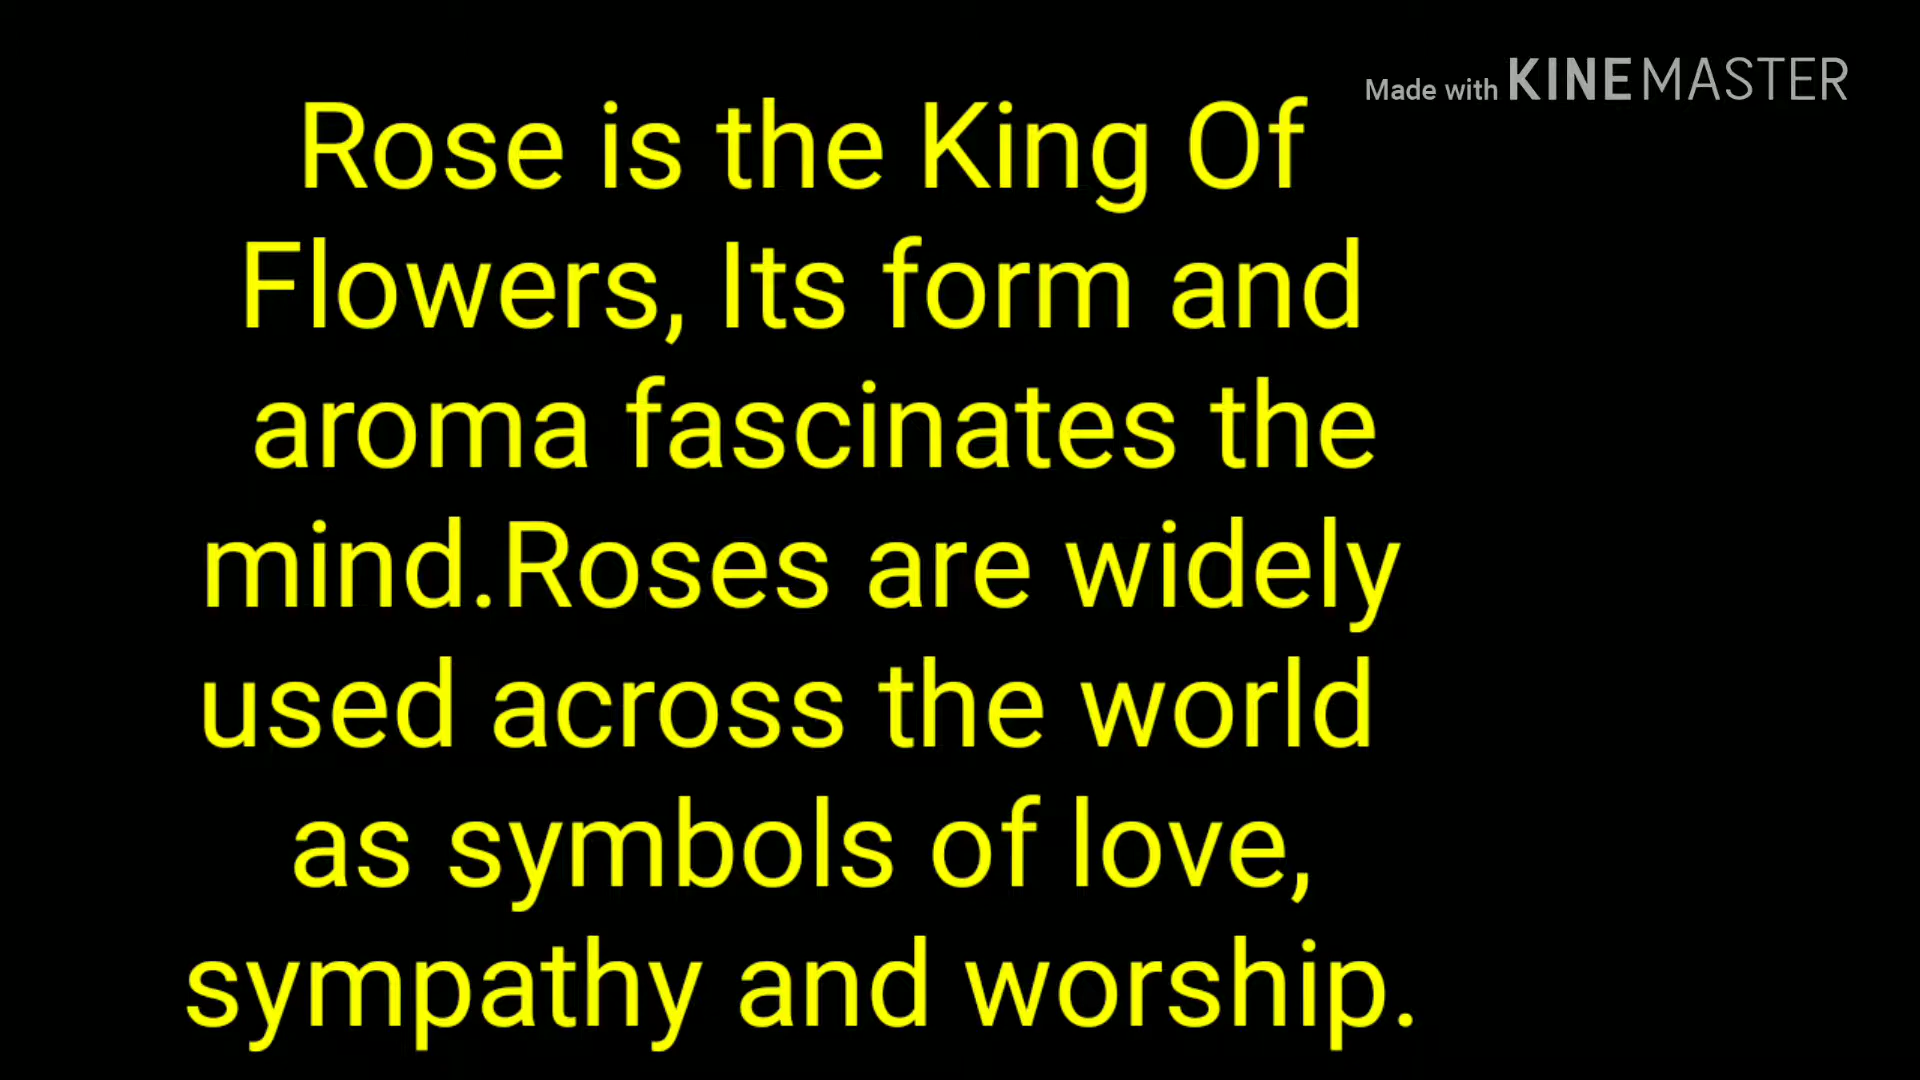 Made with KINEMASTER
Rose is the King Of
Flowers, Its form and
aroma fascinates the
mind.Roses are widely
used across the world
as symbols of love,
sympathy and worship.